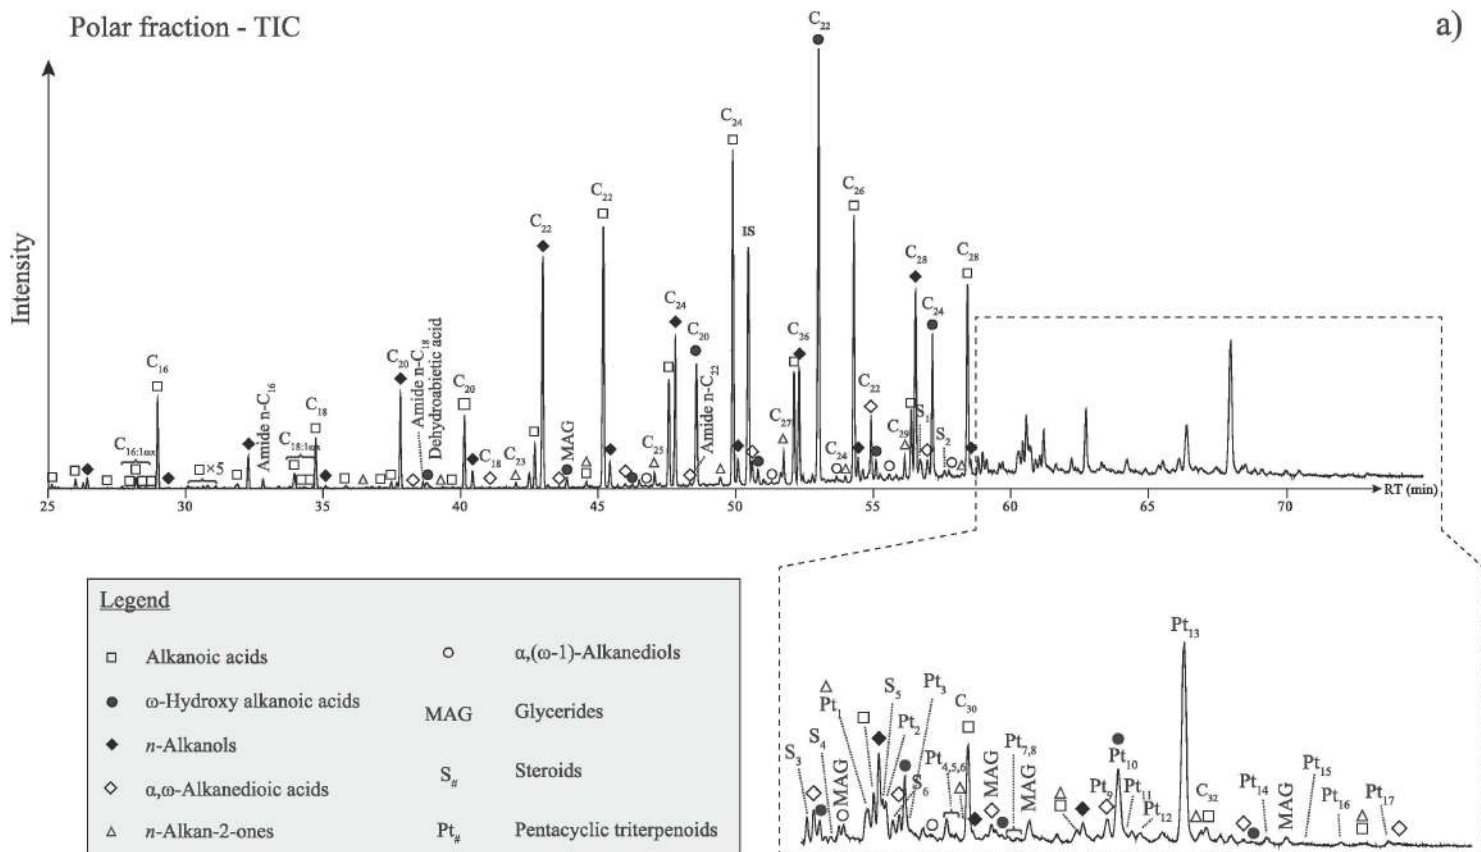 Polar fraction - TIC
a)
Intensity
C16:1αx
C16
×5
Amide n-C16
C18:1αx
C18
C20
Amide n-C18
Dehydroabietic acid
C20
C18
C23
C22
MAG
C22
C25
C24
C20
Amide n-C22
C24
IS
C27
C26
C22
C24
C26
C22
C29
C28
S1
C24
S2
C28
25
30
35
40
45
50
55
60
65
70
RT (min)
Legend
Alkanoic acids
ω-Hydroxy alkanoic acids
n-Alkanols
α,ω-Alkanedioic acids
n-Alkan-2-ones
α,(ω-1)-Alkanediols
MAG Glycerides
S# Steroids
Pt# Pentacyclic triterpenoids
S3
S4
MAG
Pt1
S5
Pt2
S6
Pt3
Pt4,5,6
C30
MAG
Pt7,8
MAG
Pt9
Pt10
Pt11
Pt12
Pt13
C32
Pt14
MAG
Pt15
Pt16
Pt17